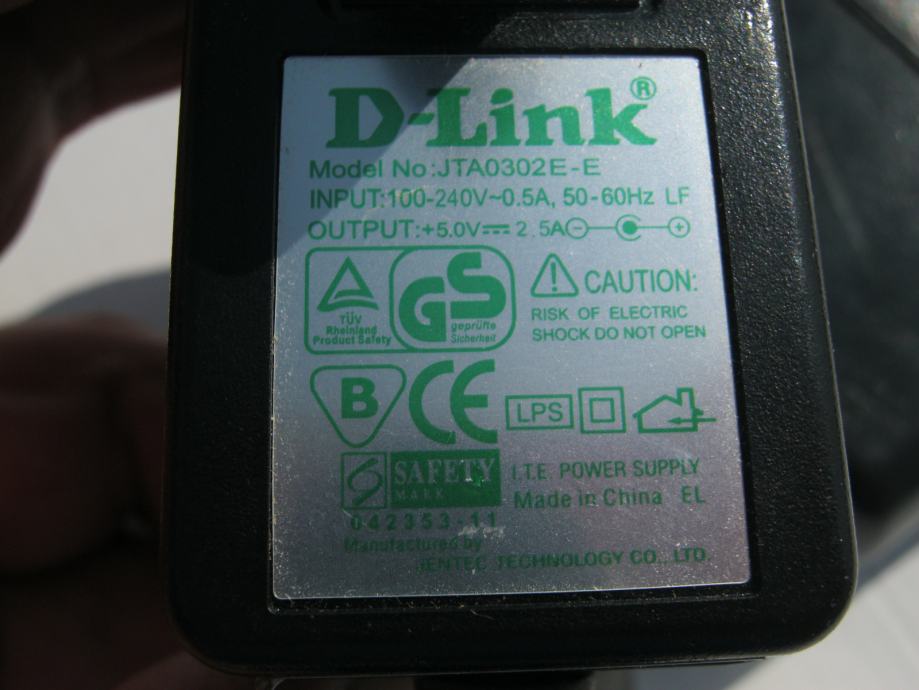 D-Link®
Model No:JTA0302E-E
INPUT:100-240V~0.5A, 50-60Hz LF
OUTPUT:+5.0V⎓2.5A
TÜV
Rheinland
Product Safety
GS
geprüfte
Sicherheit
CAUTION:
RISK OF ELECTRIC
SHOCK DO NOT OPEN
B
CE
LPS
SAFETY
MARK
042353-11
I.T.E. POWER SUPPLY
Made in China EL
Manufactured by
JENTEC TECHNOLOGY CO., LTD.